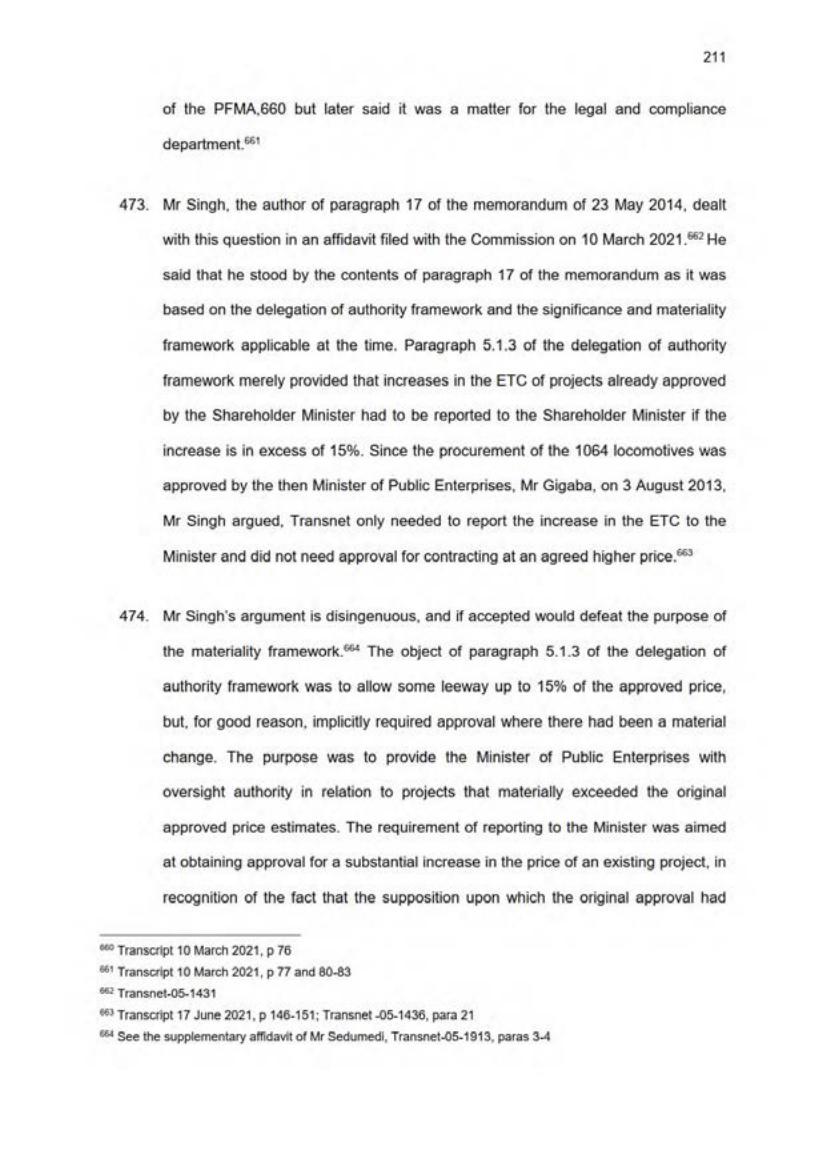 211
of the PFMA,660 but later said it was a matter for the legal and compliance
department.661
473. Mr Singh, the author of paragraph 17 of the memorandum of 23 May 2014, dealt
with this question in an affidavit filed with the Commission on 10 March 2021.662 He
said that he stood by the contents of paragraph 17 of the memorandum as it was
based on the delegation of authority framework and the significance and materiality
framework applicable at the time. Paragraph 5.1.3 of the delegation of authority
framework merely provided that increases in the ETC of projects already approved
by the Shareholder Minister had to be reported to the Shareholder Minister if the
increase is in excess of 15%. Since the procurement of the 1064 locomotives was
approved by the then Minister of Public Enterprises, Mr Gigaba, on 3 August 2013,
Mr Singh argued, Transnet only needed to report the increase in the ETC to the
Minister and did not need approval for contracting at an agreed higher price.663
474. Mr Singh's argument is disingenuous, and if accepted would defeat the purpose of
the materiality framework.664 The object of paragraph 5.1.3 of the delegation of
authority framework was to allow some leeway up to 15% of the approved price,
but, for good reason, implicitly required approval where there had been a material
change. The purpose was to provide the Minister of Public Enterprises with
oversight authority in relation to projects that materially exceeded the original
approved price estimates. The requirement of reporting to the Minister was aimed
at obtaining approval for a substantial increase in the price of an existing project, in
recognition of the fact that the supposition upon which the original approval had
660 Transcript 10 March 2021, p 76
661 Transcript 10 March 2021, p 77 and 80-83
662 Transnet-05-1431
663 Transcript 17 June 2021, p 146-151; Transnet -05-1436, para 21
664 See the supplementary affidavit of Mr Sedumedi, Transnet-05-1913, paras 3-4